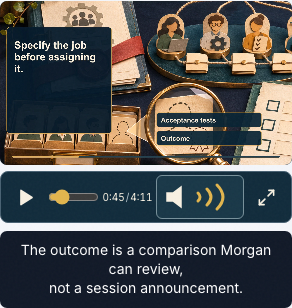 Specify the job
before assigning
it.
Acceptance tests
Outcome
0:45/4:11
The outcome is a comparison Morgan
can review,
not a session announcement.